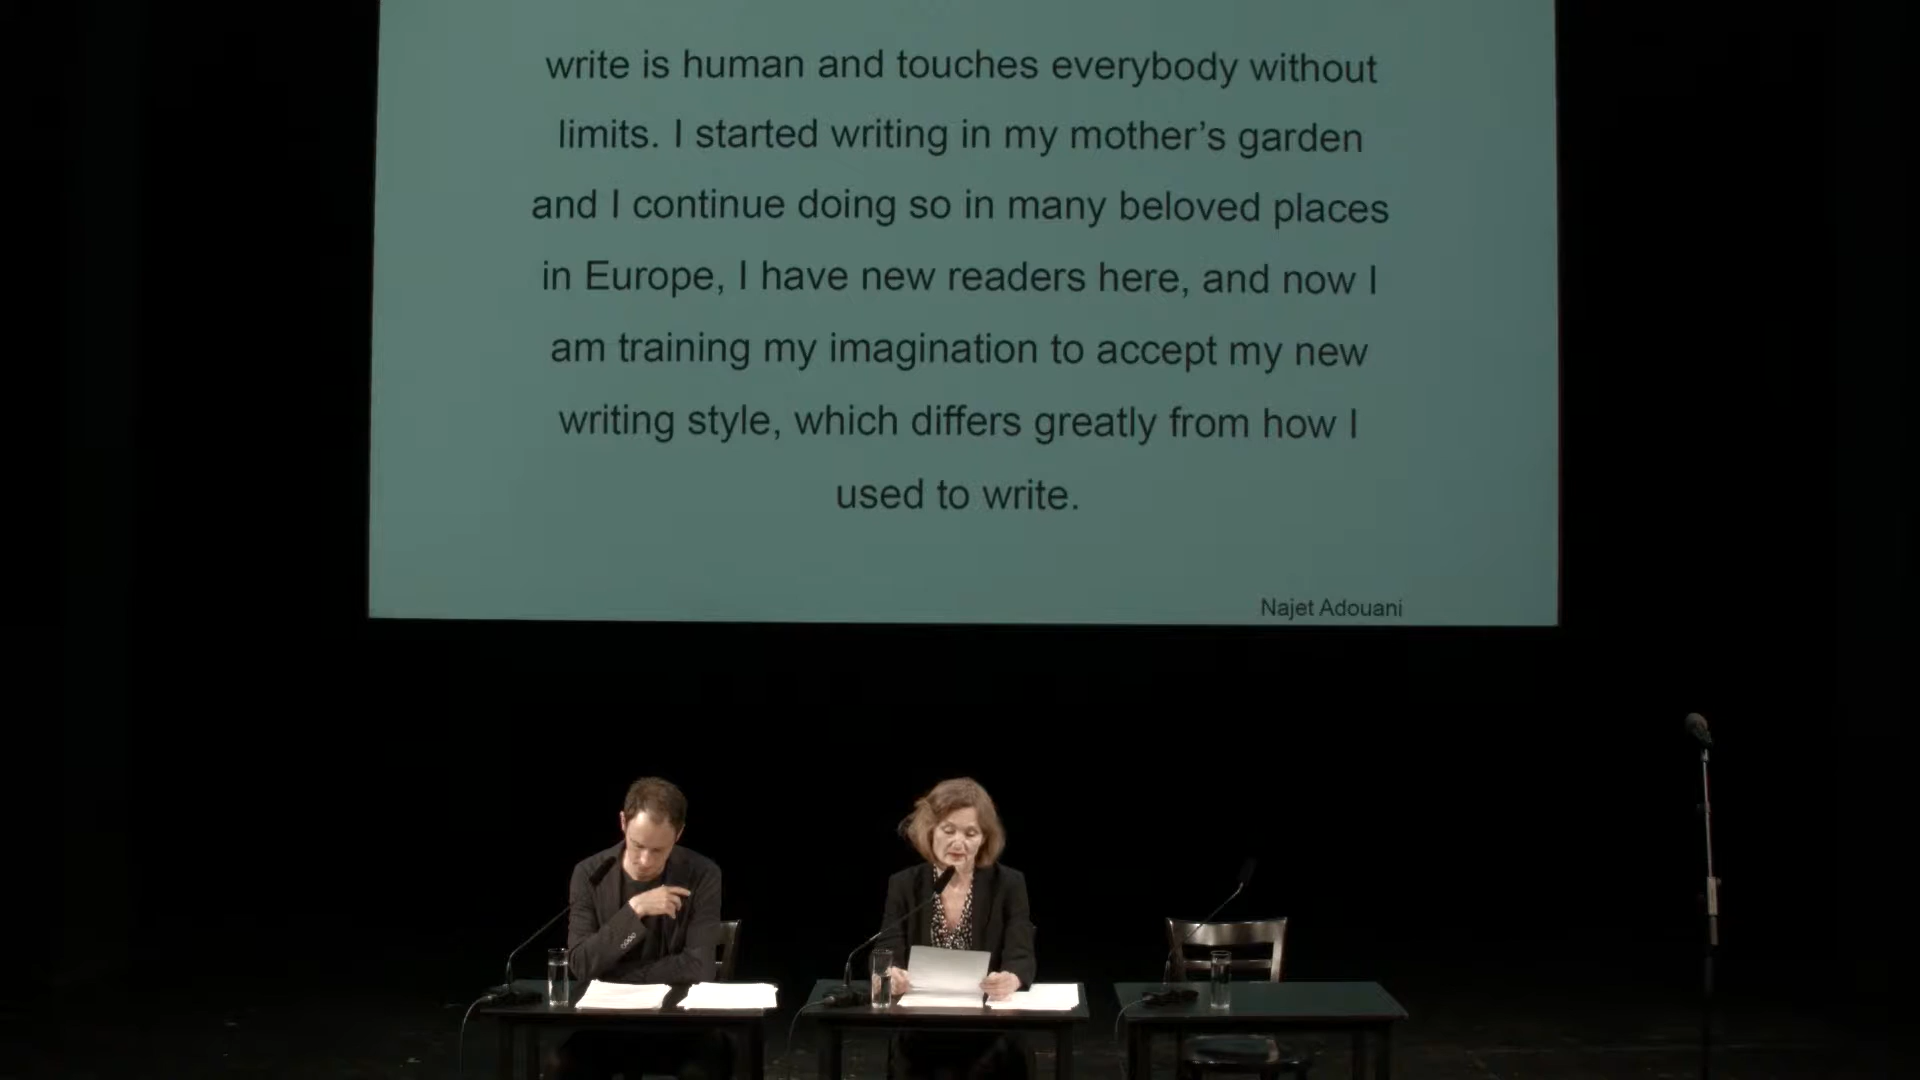 write is human and touches everybody without
limits. I started writing in my mother’s garden
and I continue doing so in many beloved places
in Europe, I have new readers here, and now I
am training my imagination to accept my new
writing style, which differs greatly from how I
used to write.
Najet Adouani